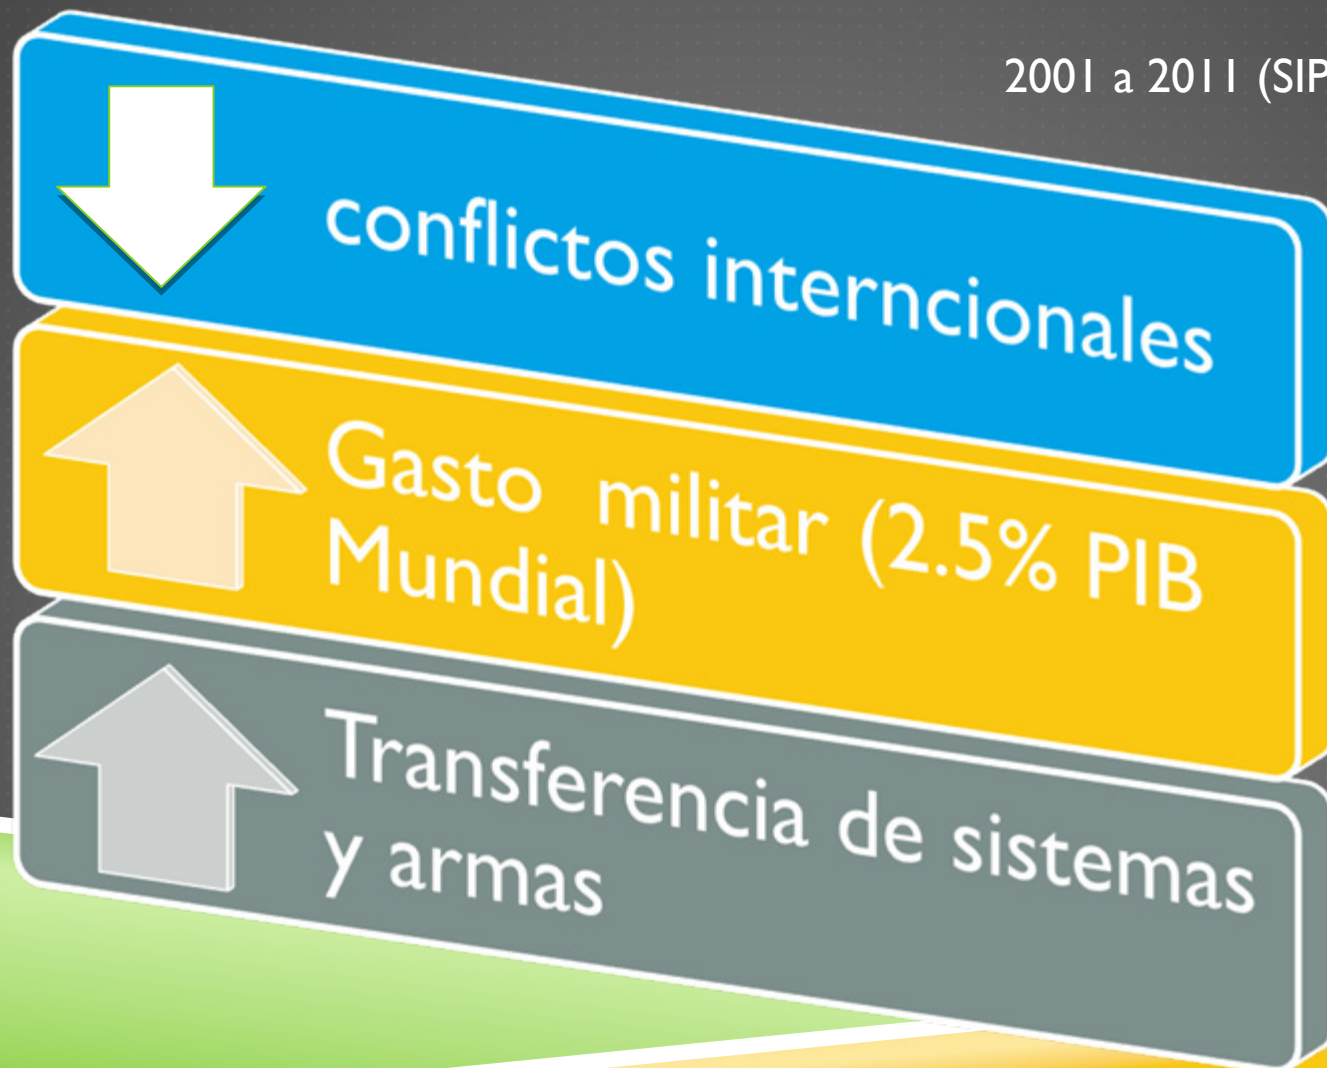 2001 a 2011 (SIP
conflictos interncionales
Gasto militar (2.5% PIB
Mundial)
Transferencia de sistemas
y armas